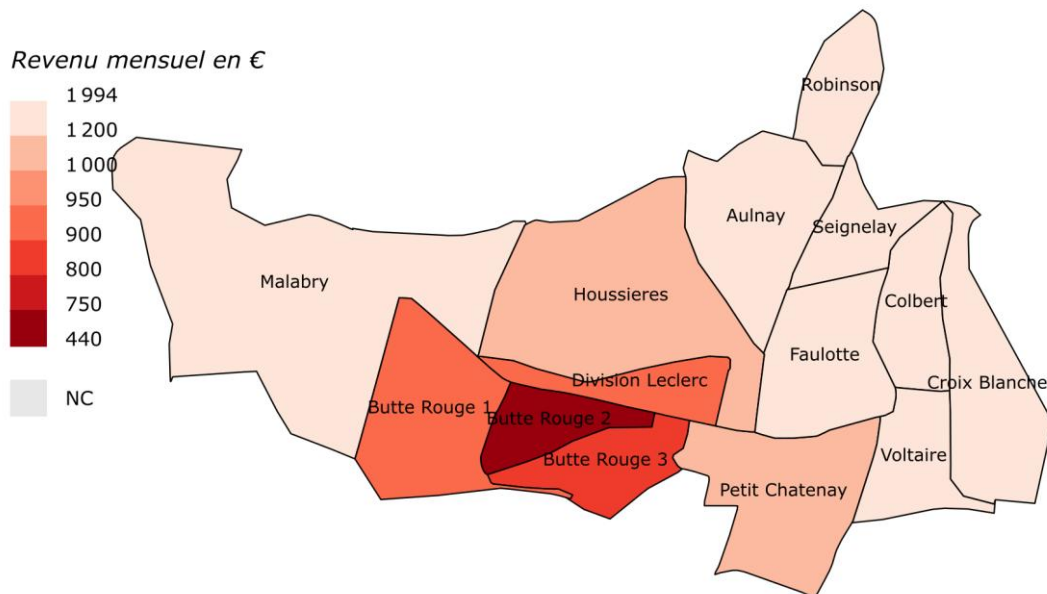 Revenu mensuel en €
1 994
1 200
1 000
950
900
800
750
440
NC
Robinson
Aulnay
Seignelay
Malabry
Houssieres
Colbert
Faulotte
Division Leclerc
Croix Blanche
Butte Rouge 1
Butte Rouge 2
Butte Rouge 3
Voltaire
Petit Chatenay